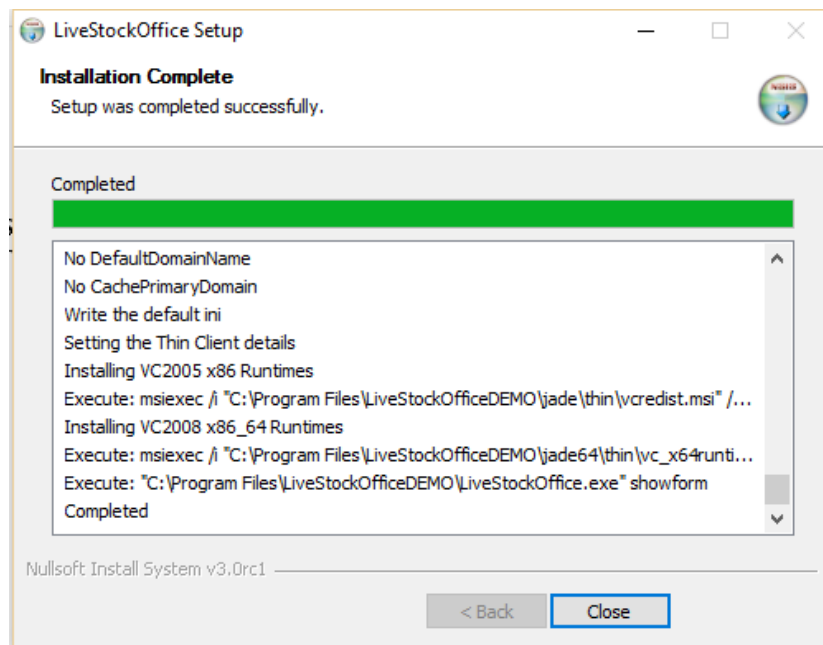 LiveStockOffice Setup
Installation Complete
Setup was completed successfully.
Completed
No DefaultDomainName
No CachePrimaryDomain
Write the default ini
Setting the Thin Client details
Installing VC2005 x86 Runtimes
Execute: msiexec /i "C:\Program Files\LiveStockOfficeDEMO\jade\thin\vcredist.msi" /...
Installing VC2008 x86_64 Runtimes
Execute: msiexec /i "C:\Program Files\LiveStockOfficeDEMO\jade64\thin\vc_x64runti...
Execute: "C:\Program Files\LiveStockOfficeDEMO\LiveStockOffice.exe" showform
Completed
Nullsoft Install System v3.0rc1
< Back Close